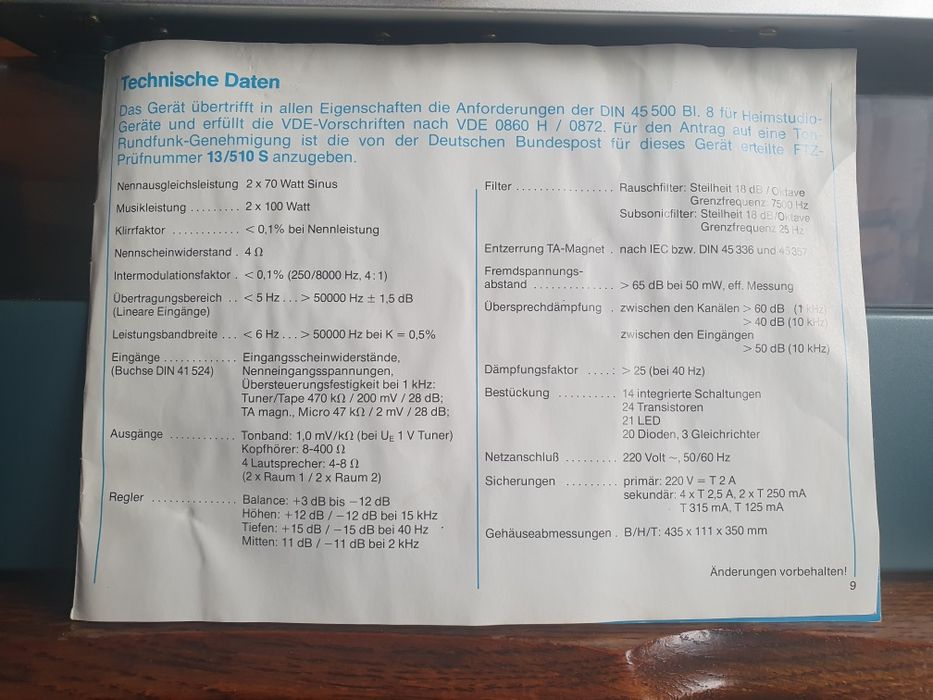 Technische Daten
Das Gerät übertrifft in allen Eigenschaften die Anforderungen der DIN 45 500 Bl. 8 für Heimstudio-
Geräte und erfüllt die VDE-Vorschriften nach VDE 0860 H / 0872. Für den Antrag auf eine Ton-
Rundfunk-Genehmigung ist die von der Deutschen Bundespost für dieses Gerät erteilte FTZ-
Prüfnummer 13/510 S anzugeben.
Nennausgleichsleistung 2 x 70 Watt Sinus
Musikleistung ......... 2 x 100 Watt
Klirrfaktor ............ < 0,1% bei Nennleistung
Nennscheinwiderstand . 4 Ω
Intermodulationsfaktor . < 0,1% (250/8000 Hz, 4 : 1)
Übertragungsbereich .. < 5 Hz ... > 50000 Hz ± 1,5 dB
(Lineare Eingänge)
Leistungsbandbreite ... < 6 Hz ... > 50000 Hz bei K = 0,5%
Eingänge ............. Eingangsscheinwiderstände,
(Buchse DIN 41 524) Nenneingangsspannungen,
Übersteuerungsfestigkeit bei 1 kHz:
Tuner/Tape 470 kΩ / 200 mV / 28 dB;
TA magn., Micro 47 kΩ / 2 mV / 28 dB;
Ausgänge ............ Tonband: 1,0 mV/kΩ (bei UE 1 V Tuner)
Kopfhörer: 8-400 Ω
4 Lautsprecher: 4-8 Ω
(2 x Raum 1 / 2 x Raum 2)
Regler ............... Balance: +3 dB bis −12 dB
Höhen: +12 dB / −12 dB bei 15 kHz
Tiefen: +15 dB / −15 dB bei 40 Hz
Mitten: 11 dB / −11 dB bei 2 kHz
Filter ................. Rauschfilter: Steilheit 18 dB / Oktave
Grenzfrequenz: 7500 Hz
Subsonicfilter: Steilheit 18 dB/Oktave
Grenzfrequenz 25 Hz
Entzerrung TA-Magnet . nach IEC bzw. DIN 45 336 und 45 357
Fremdspannungs-
abstand .............. > 65 dB bei 50 mW, eff. Messung
Übersprechdämpfung . zwischen den Kanälen > 60 dB (1 kHz)
> 40 dB (10 kHz)
zwischen den Eingängen
> 50 dB (10 kHz)
Dämpfungsfaktor ....: > 25 (bei 40 Hz)
Bestückung .......... 14 integrierte Schaltungen
24 Transistoren
21 LED
20 Dioden, 3 Gleichrichter
Netzanschluß ......... 220 Volt ~, 50/60 Hz
Sicherungen ......... primär: 220 V = T 2 A
sekundär: 4 x T 2,5 A, 2 x T 250 mA
T 315 mA, T 125 mA
Gehäuseabmessungen . B/H/T: 435 x 111 x 350 mm
Änderungen vorbehalten!
9